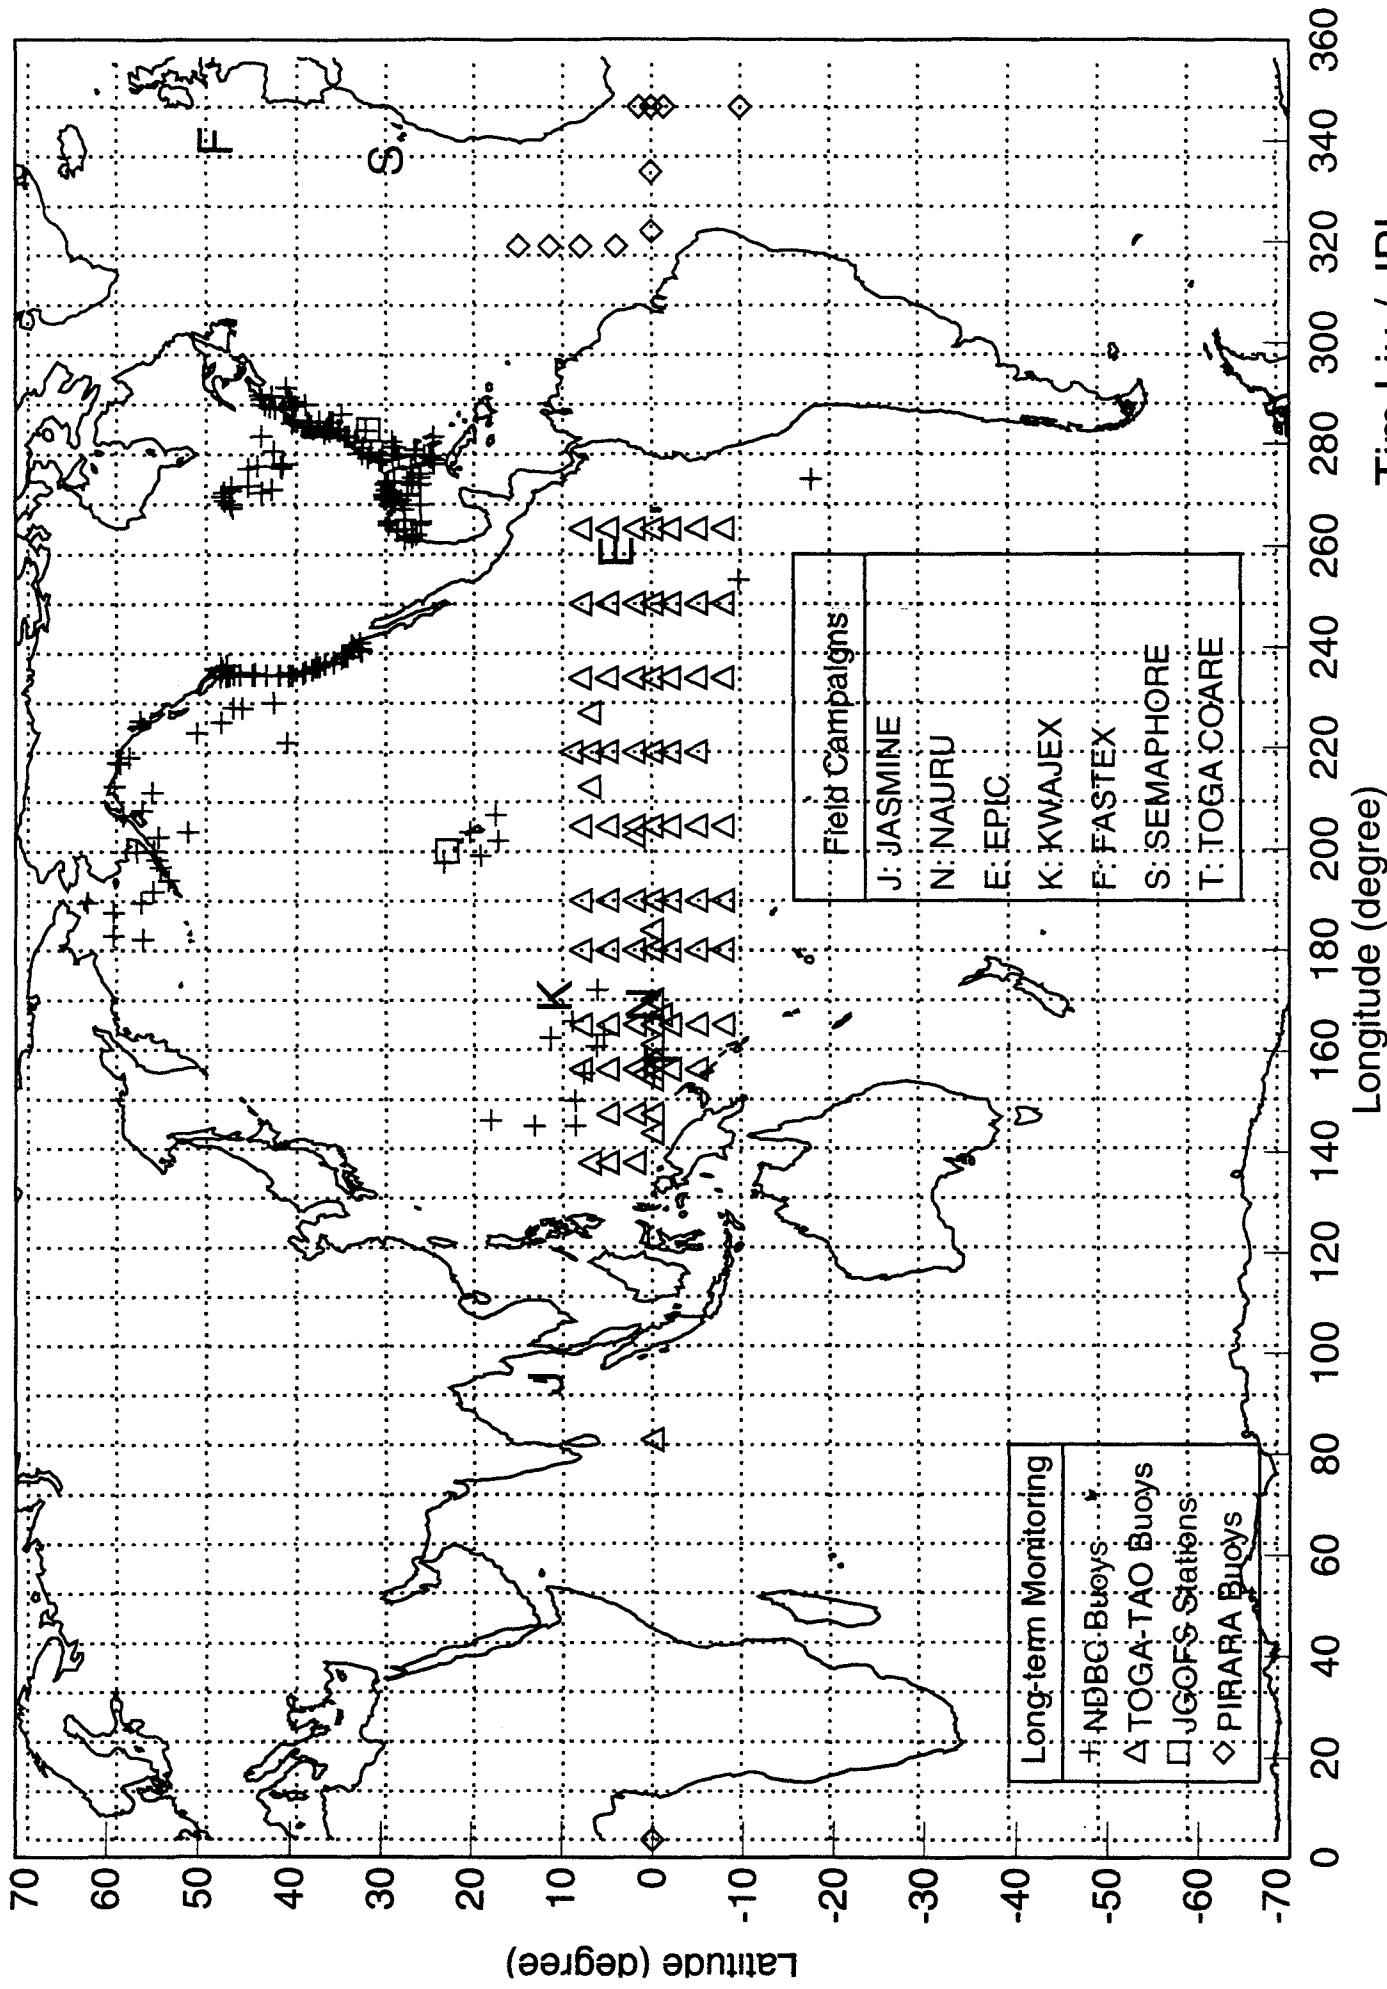 70
60
50
40
30
20
10
0
-10
-20
-30
-40
-50
-60
-70
Latitude (degree)
0
20
40
60
80
100
120
140
160
180
200
220
240
260
280
300
320
340
360
Longitude (degree)
F
S
E
K
N
J
Long-term Monitoring
NDBC Buoys
TOGA-TAO Buoys
JGOFS Stations
PIRARA Buoys
Field Campaigns
J: JASMINE
N: NAURU
E: EPIC
K: KWAJEX
F: FASTEX
S: SEMAPHORE
T: TOGA COARE